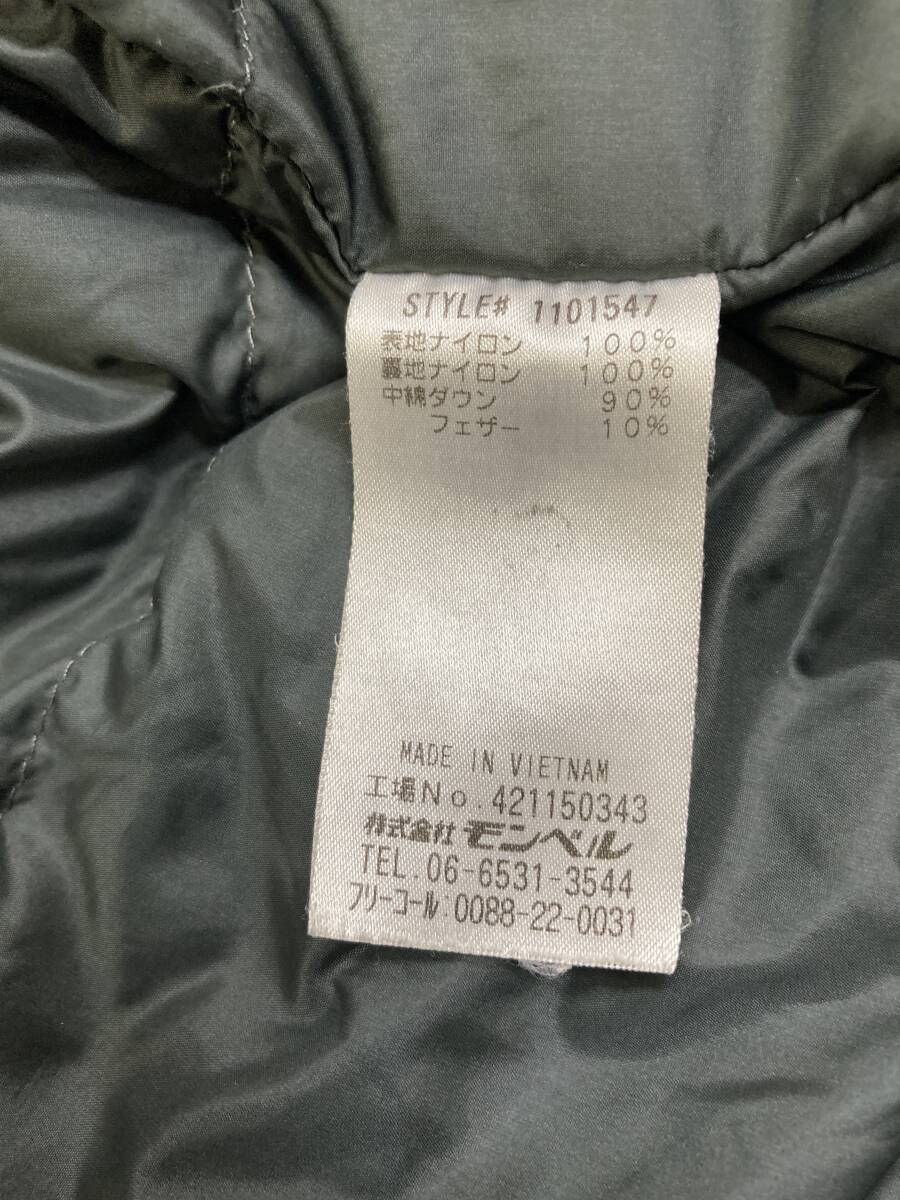 STYLE# 1101547
表地ナイロン 100%
裏地ナイロン 100%
中綿ダウン 90%
フェザー 10%
MADE IN VIETNAM
工場No.421150343
株式会社モンベル
TEL.06-6531-3544
フリーコール:0088-22-0031